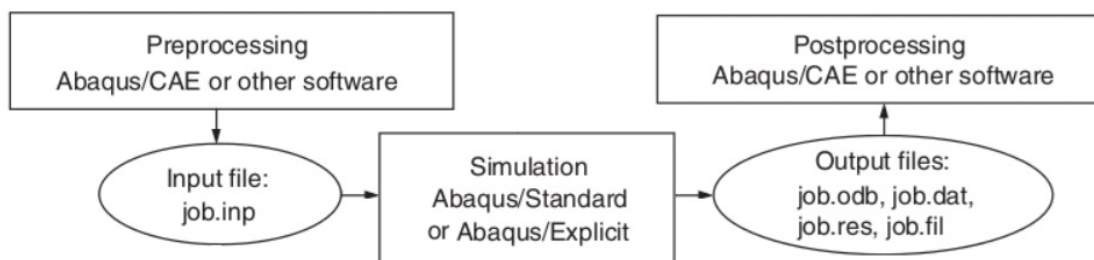 Preprocessing
Abaqus/CAE or other software
Input file:
job.inp
Simulation
Abaqus/Standard
or Abaqus/Explicit
Output files:
job.odb, job.dat,
job.res, job.fil
Postprocessing
Abaqus/CAE or other software